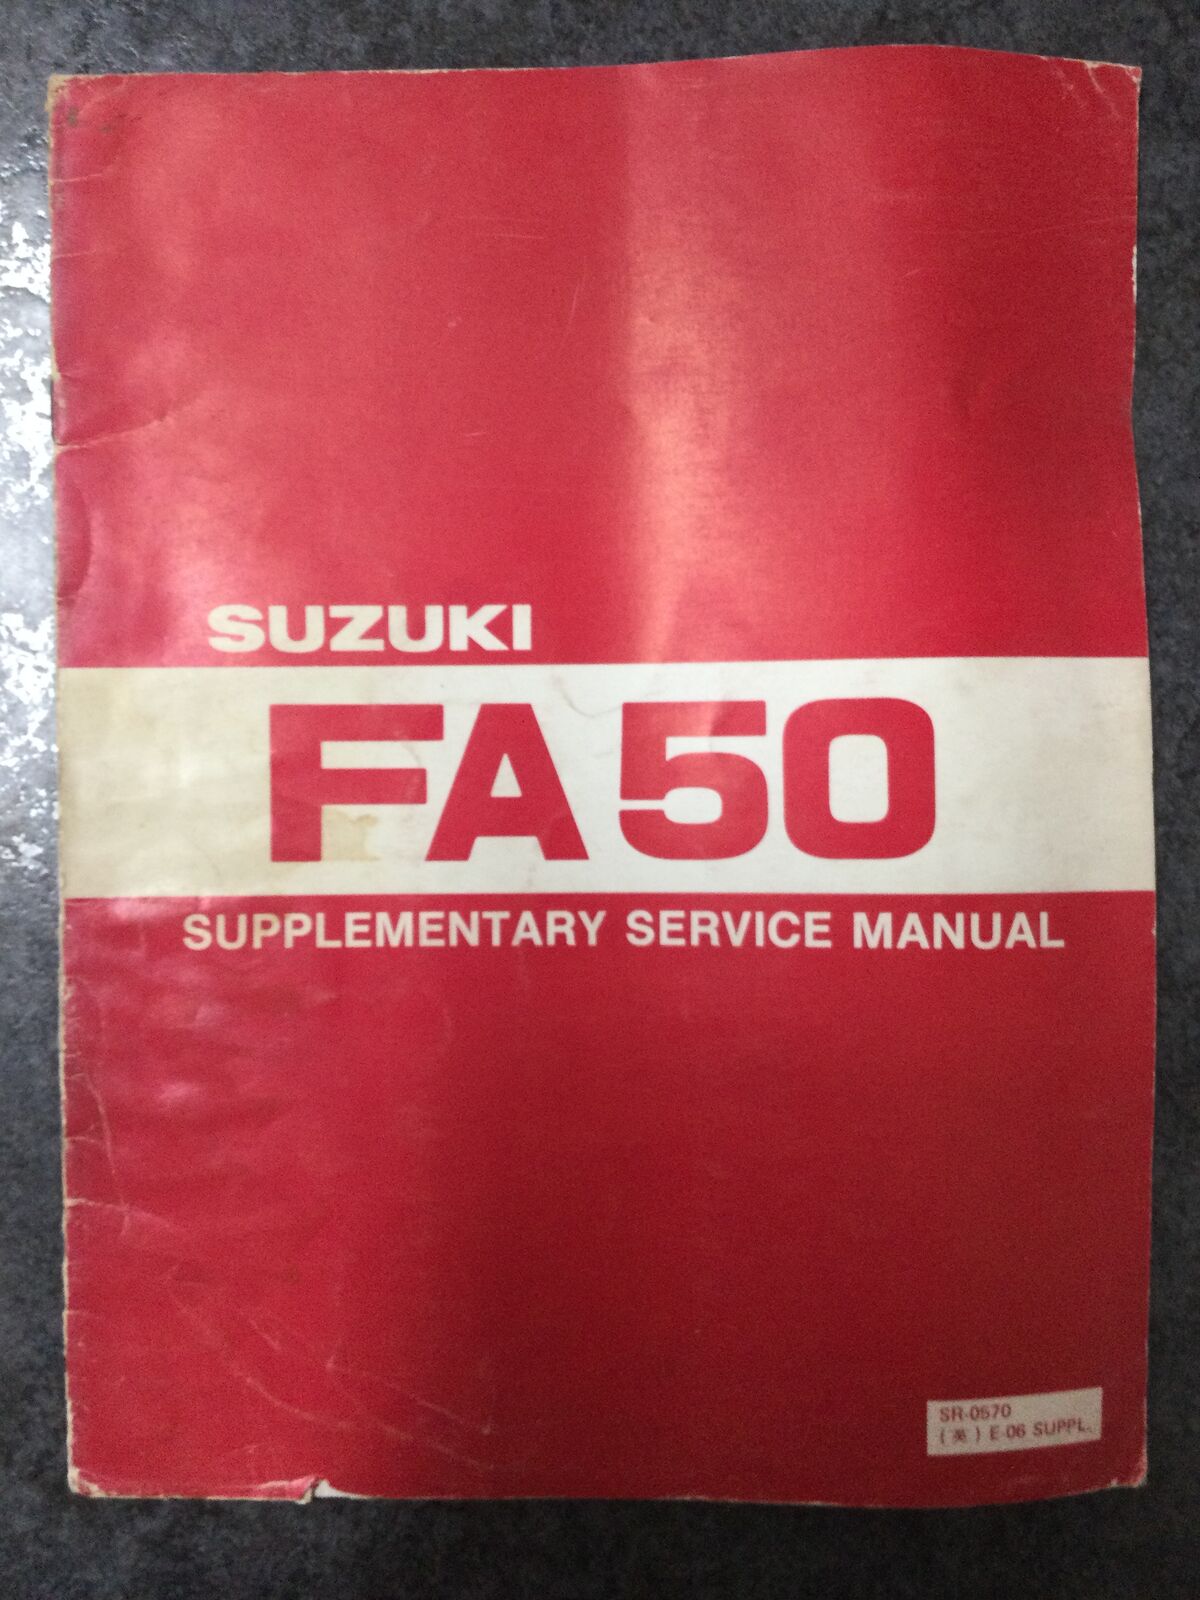 SUZUKI
FA50
SUPPLEMENTARY SERVICE MANUAL
SR-0570
(英) E-06 SUPPL.